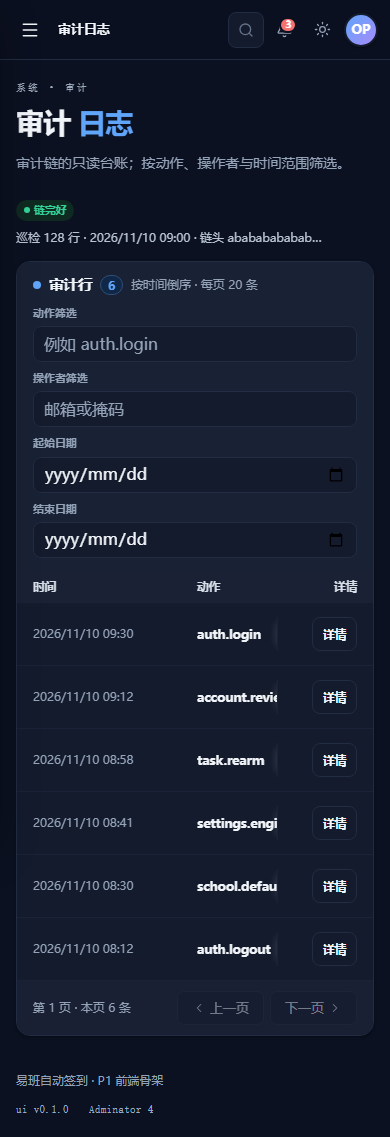 审计日志
3
OP
系统 • 审计
审计 日志
审计链的只读台账；按动作、操作者与时间范围筛选。
链完好
巡检 128 行 · 2026/11/10 09:00 · 链头 abababababab...
审计行 6 按时间倒序 · 每页 20 条
动作筛选
例如 auth.login
操作者筛选
邮箱或掩码
起始日期
yyyy/mm/dd
结束日期
yyyy/mm/dd
时间 动作 详情
2026/11/10 09:30 auth.login 详情
2026/11/10 09:12 account.revie 详情
2026/11/10 08:58 task.rearm 详情
2026/11/10 08:41 settings.engi 详情
2026/11/10 08:30 school.defau 详情
2026/11/10 08:12 auth.logout 详情
第 1 页 · 本页 6 条 上一页 下一页
易班自动签到 · P1 前端骨架
ui v0.1.0 Adminator 4